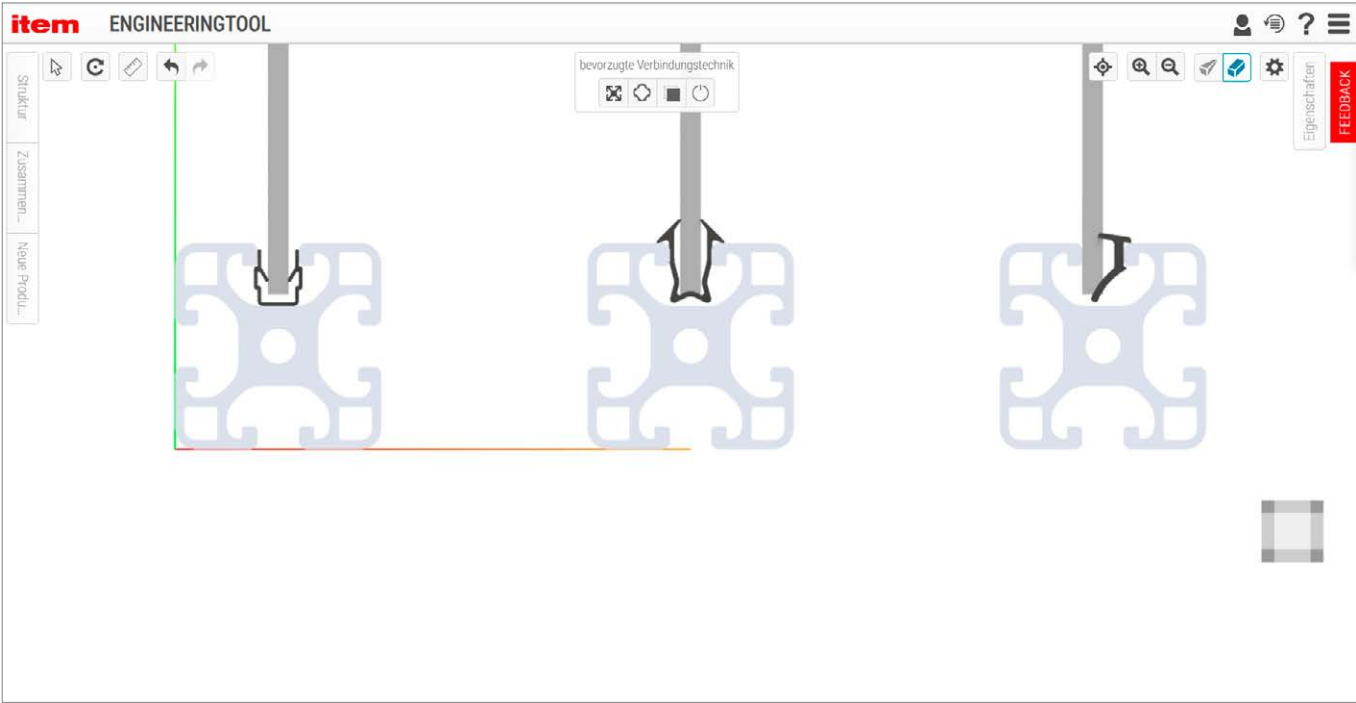 item ENGINEERINGTOOL
bevorzugte Verbindungstechnik
Struktur
Zusammen...
Neue Produ...
Eigenschaften
FEEDBACK